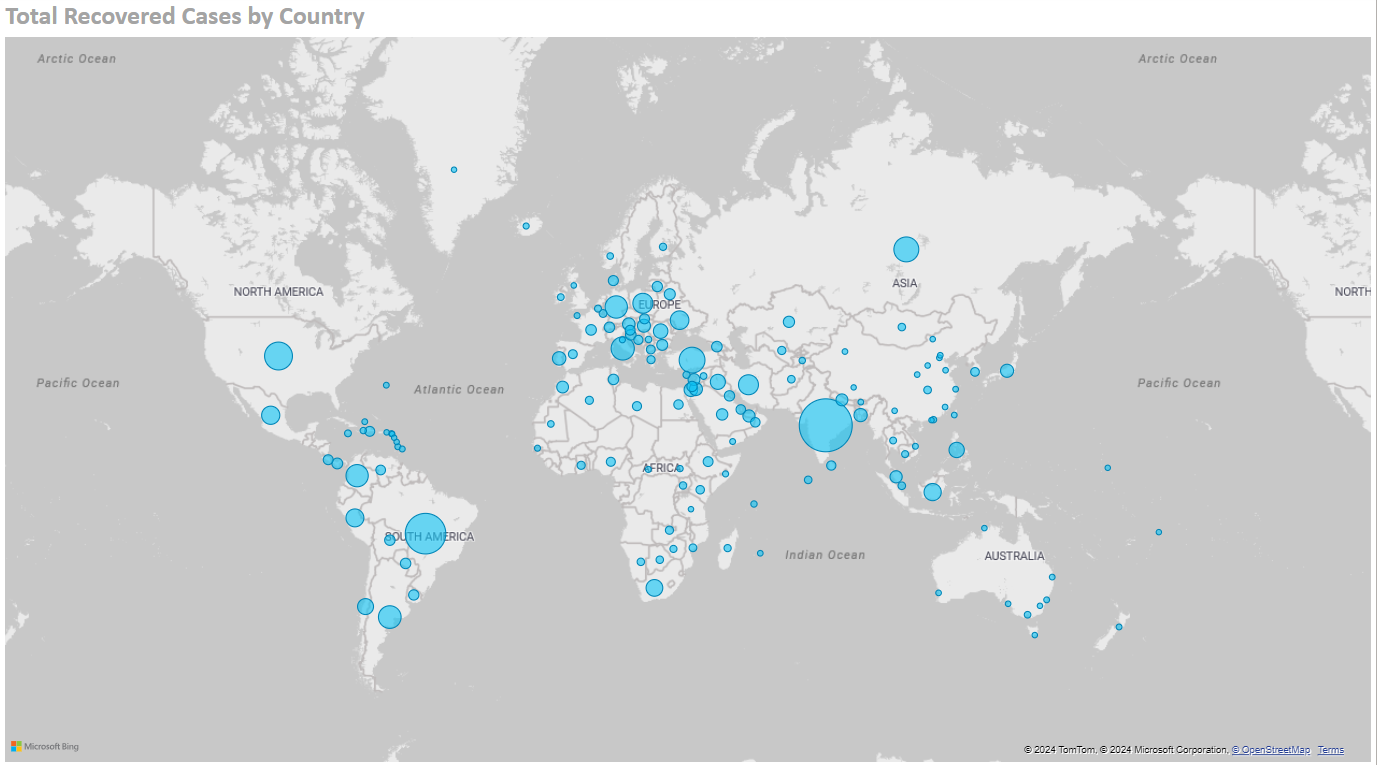 Total Recovered Cases by Country
Arctic Ocean
Arctic Ocean
NORTH AMERICA
ASIA
NORTH
EUROPE
Pacific Ocean
Atlantic Ocean
Pacific Ocean
AFRICA
SOUTH AMERICA
Indian Ocean
AUSTRALIA
Microsoft Bing
© 2024 TomTom, © 2024 Microsoft Corporation, © OpenStreetMap Terms